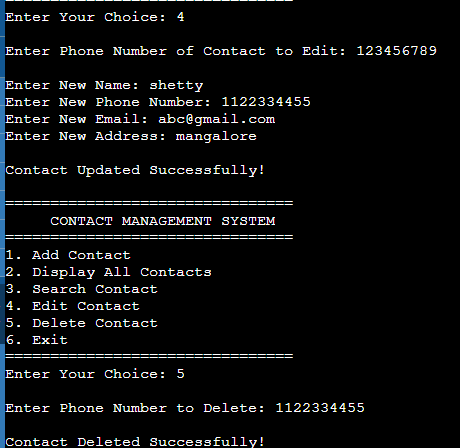 ================================
Enter Your Choice: 4
Enter Phone Number of Contact to Edit: 123456789
Enter New Name: shetty
Enter New Phone Number: 1122334455
Enter New Email: abc@gmail.com
Enter New Address: mangalore
Contact Updated Successfully!
================================
CONTACT MANAGEMENT SYSTEM
================================
1. Add Contact
2. Display All Contacts
3. Search Contact
4. Edit Contact
5. Delete Contact
6. Exit
================================
Enter Your Choice: 5
Enter Phone Number to Delete: 1122334455
Contact Deleted Successfully!